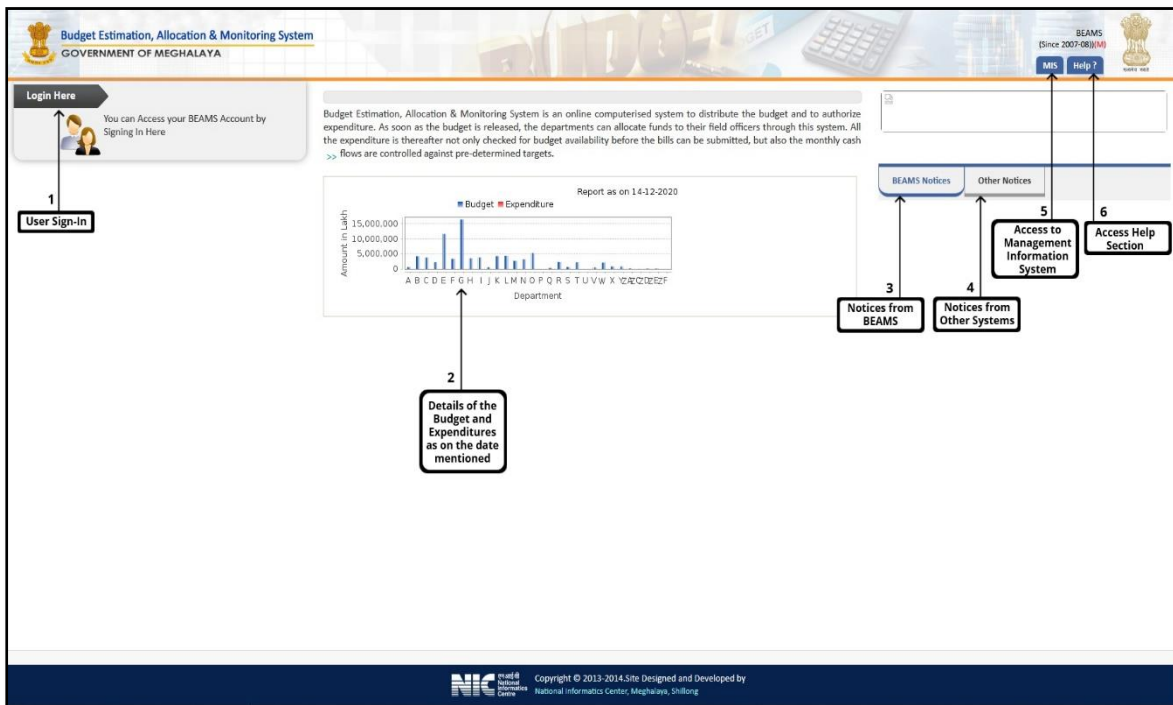 Budget Estimation, Allocation & Monitoring System
GOVERNMENT OF MEGHALAYA
BEAMS
(Since 2007-08))(M)
MIS
Help ?
Login Here
You can Access your BEAMS Account by
Signing In Here
Budget Estimation, Allocation & Monitoring System is an online computerised system to distribute the budget and to authorize
expenditure. As soon as the budget is released, the departments can allocate funds to their field officers through this system. All
the expenditure is thereafter not only checked for budget availability before the bills can be submitted, but also the monthly cash
>> flows are controlled against pre-determined targets.
BEAMS Notices
Other Notices
Report as on 14-12-2020
Budget Expenditure
Amount in Lakh
15,000,000
10,000,000
5,000,000
0
A B C D E F G H I J K L M N O P Q R S T U V W X
Department
1
User Sign-In
2
Details of the
Budget and
Expenditures
as on the date
mentioned
3
Notices from
BEAMS
4
Notices from
Other Systems
5
Access to
Management
Information
System
6
Access Help
Section
NIC
एन आई सी
National
Informatics
Centre
Copyright © 2013-2014.Site Designed and Developed by
National Informatics Center, Meghalaya, Shillong